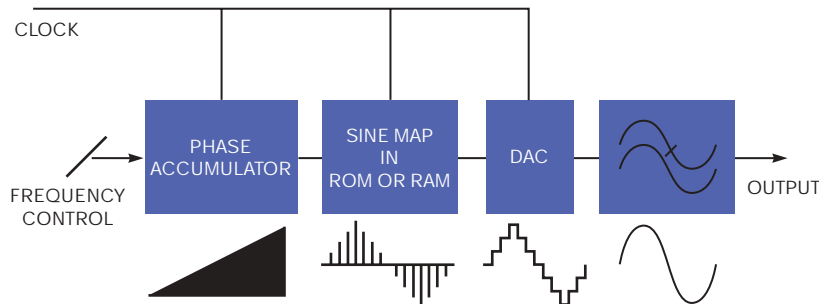 CLOCK
PHASE
ACCUMULATOR
SINE MAP
IN
ROM OR RAM
DAC
FREQUENCY
CONTROL
OUTPUT